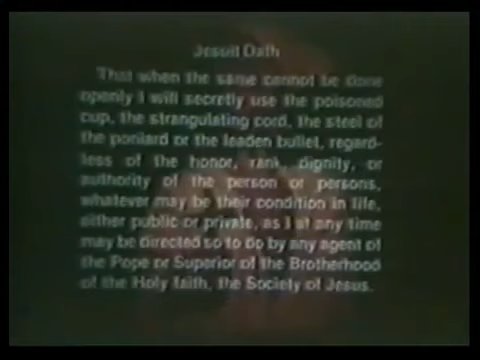 Jesuit Oath
That when the same cannot be done
openly I will secretly use the poisoned
cup, the strangulating cord, the steel of
the poniard or the leaden bullet, regard-
less of the honor, rank, dignity, or
authority of the person or persons,
whatever may be their condition in life,
either public or private, as I at any time
may be directed so to do by any agent of
the Pope or Superior of the Brotherhood
of the Holy faith, the Society of Jesus.